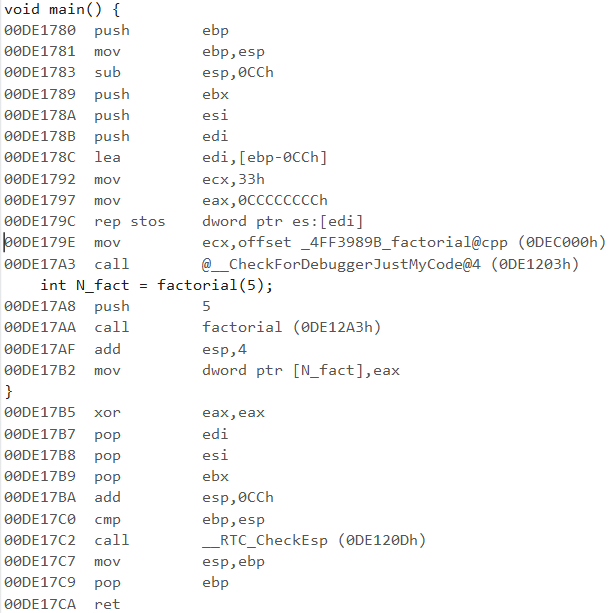 void main() {
00DE1780  push        ebp
00DE1781  mov         ebp,esp
00DE1783  sub         esp,0CCh
00DE1789  push        ebx
00DE178A  push        esi
00DE178B  push        edi
00DE178C  lea         edi,[ebp-0CCh]
00DE1792  mov         ecx,33h
00DE1797  mov         eax,0CCCCCCCCh
00DE179C  rep stos    dword ptr es:[edi]
00DE179E  mov         ecx,offset _4FF3989B_factorial@cpp (0DEC000h)
00DE17A3  call        @__CheckForDebuggerJustMyCode@4 (0DE1203h)
    int N_fact = factorial(5);
00DE17A8  push        5
00DE17AA  call        factorial (0DE12A3h)
00DE17AF  add         esp,4
00DE17B2  mov         dword ptr [N_fact],eax
}
00DE17B5  xor         eax,eax
00DE17B7  pop         edi
00DE17B8  pop         esi
00DE17B9  pop         ebx
00DE17BA  add         esp,0CCh
00DE17C0  cmp         ebp,esp
00DE17C2  call        __RTC_CheckEsp (0DE120Dh)
00DE17C7  mov         esp,ebp
00DE17C9  pop         ebp
00DE17CA  ret